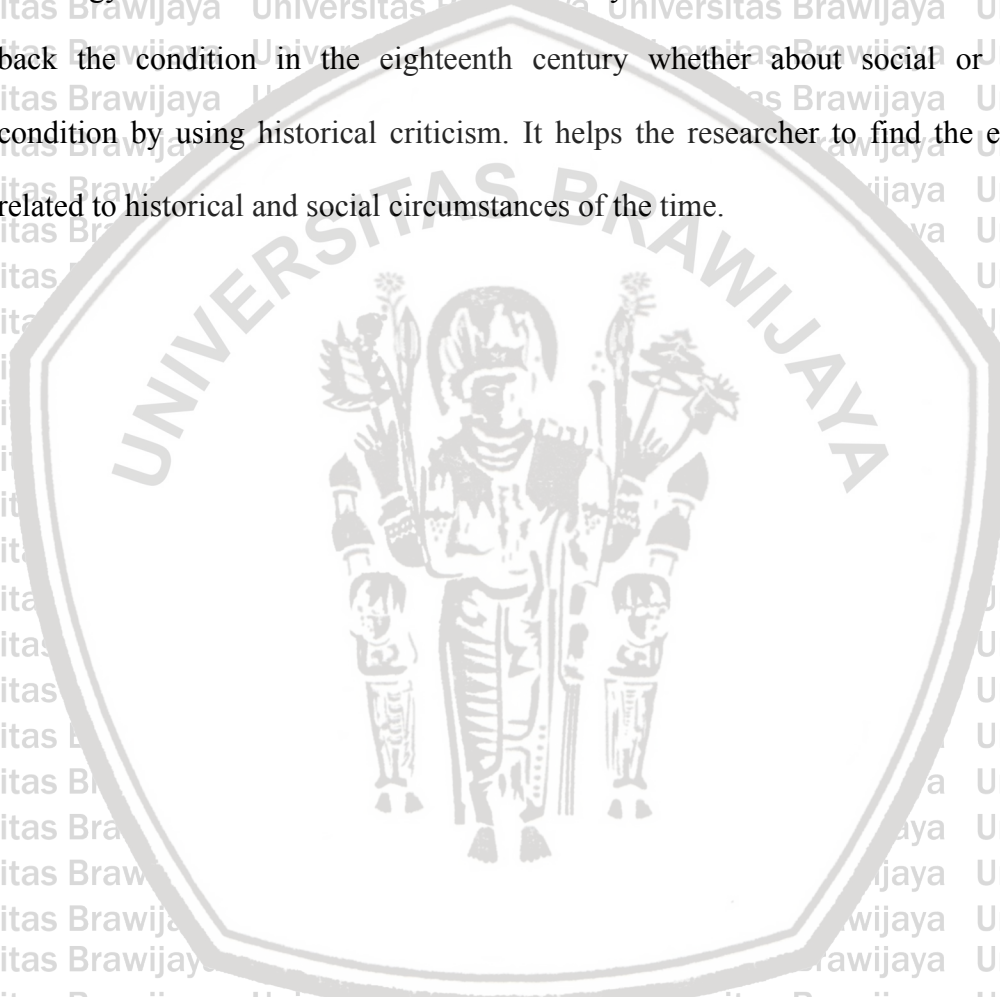 back the condition in the eighteenth century whether about social or
condition by using historical criticism. It helps the researcher to find the e
related to historical and social circumstances of the time.
UNIVERSITAS BRAWIJAYA